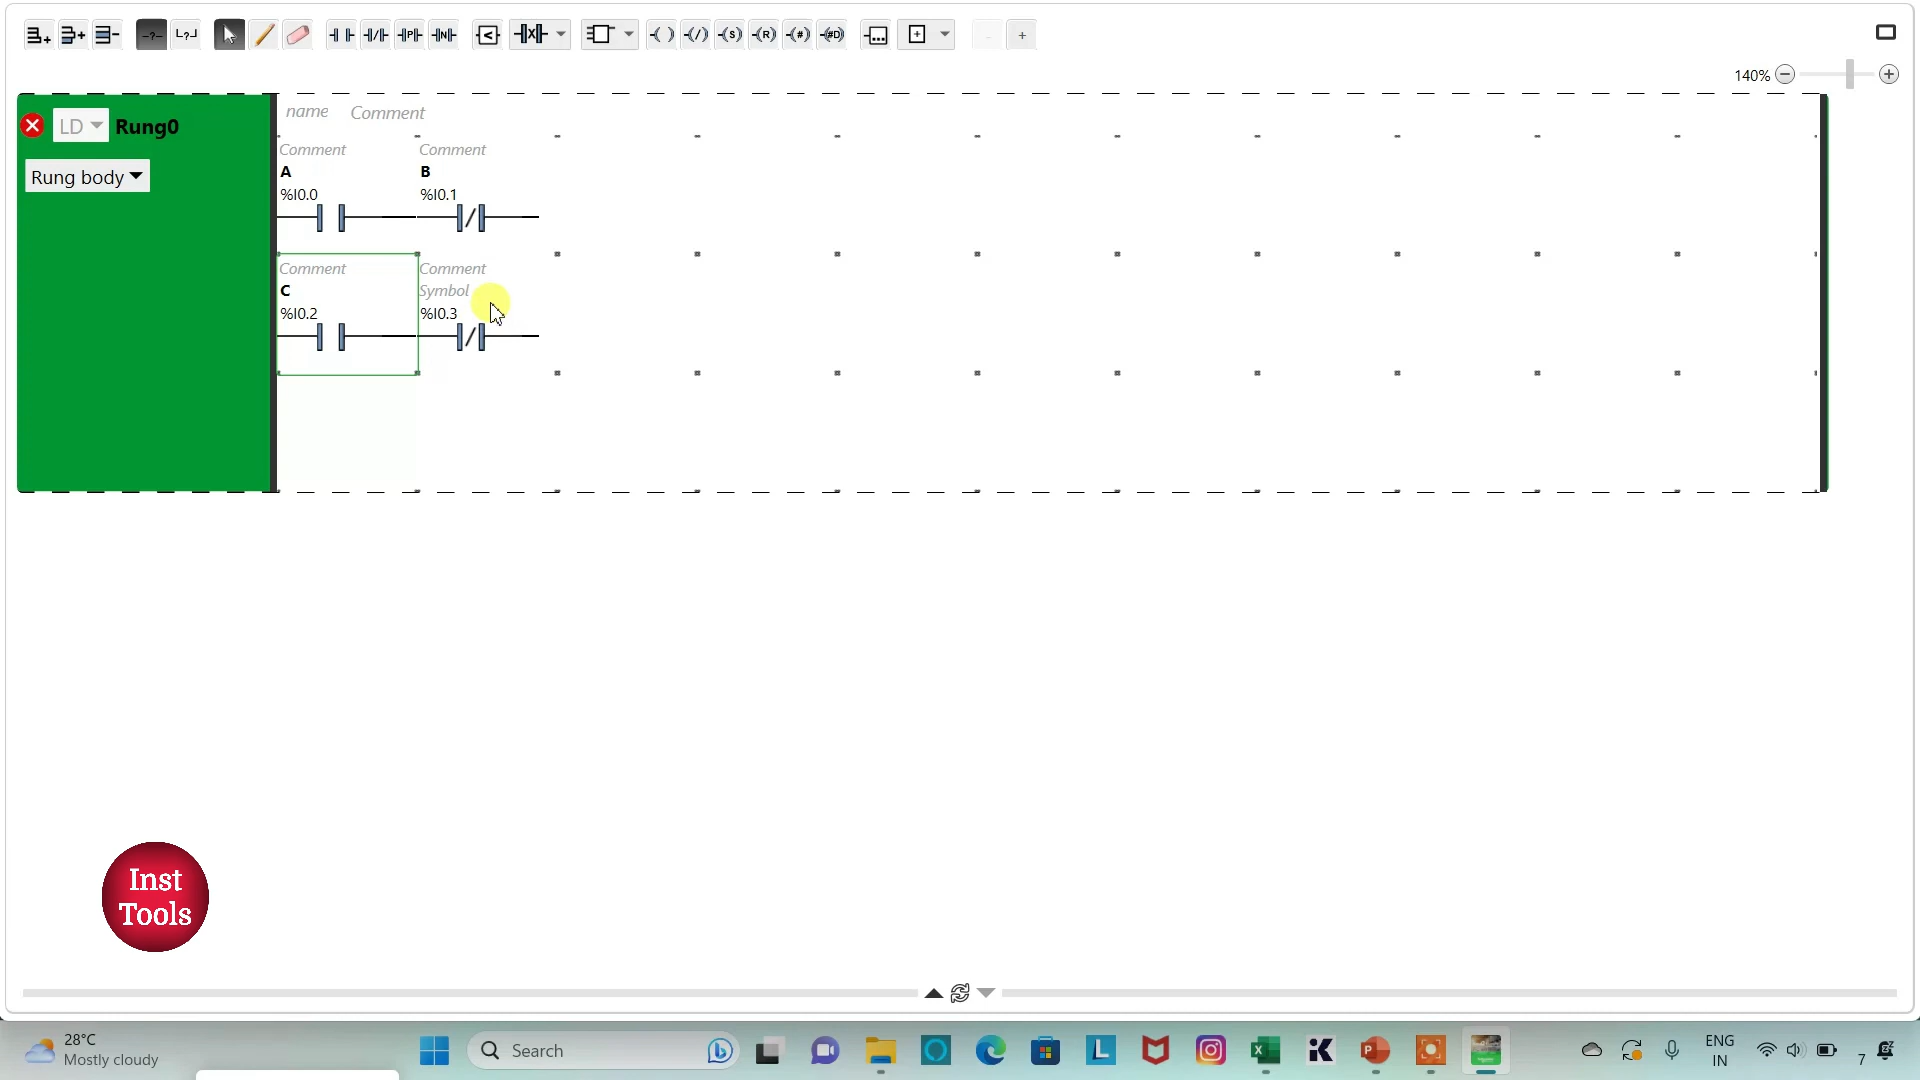 140%
LD Rung0
name Comment
Rung body
Comment Comment
A B
%I0.0 %I0.1
Comment Comment
C Symbol
%I0.2 %I0.3
Inst
Tools
28°C
Mostly cloudy
Search
ENG
IN
7